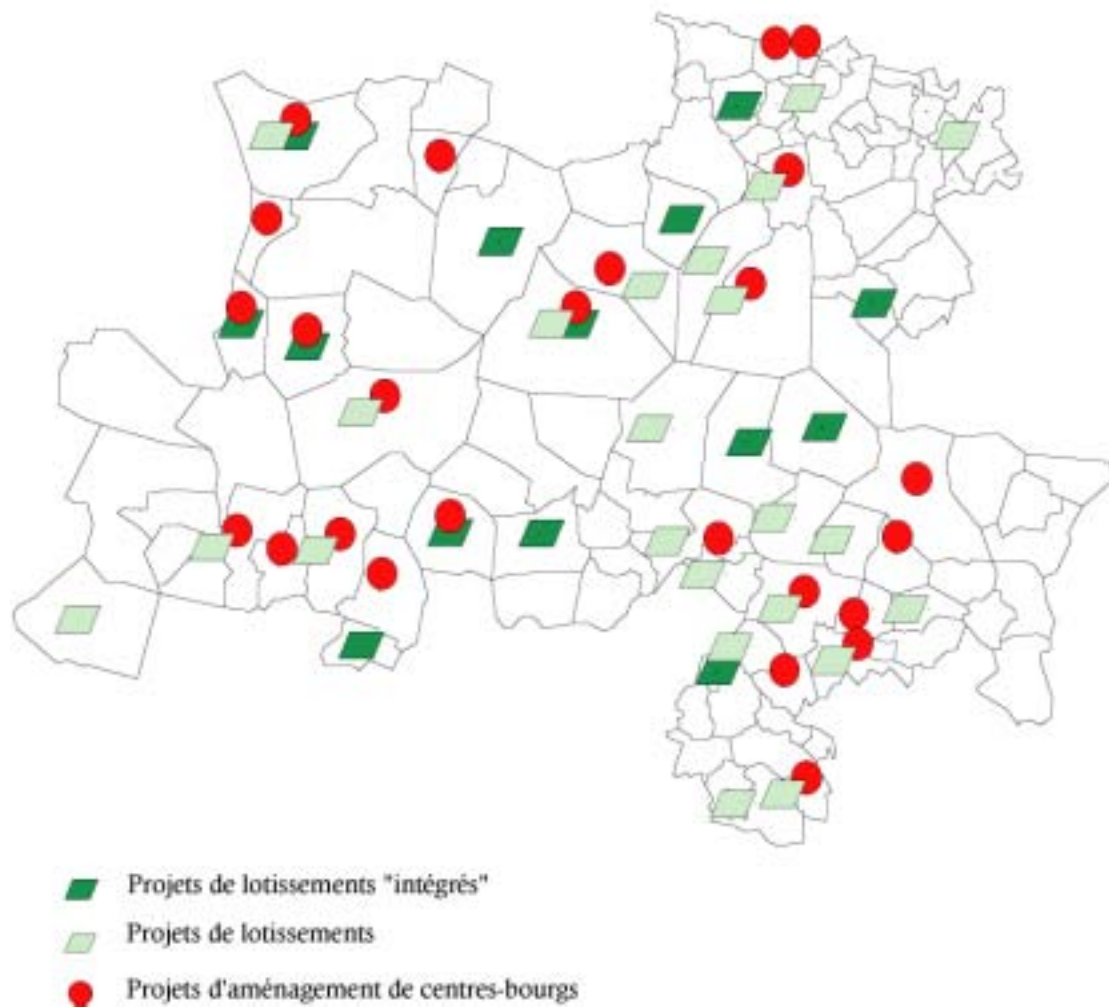 Projets de lotissements "intégrés"
Projets de lotissements
Projets d'aménagement de centres-bourgs